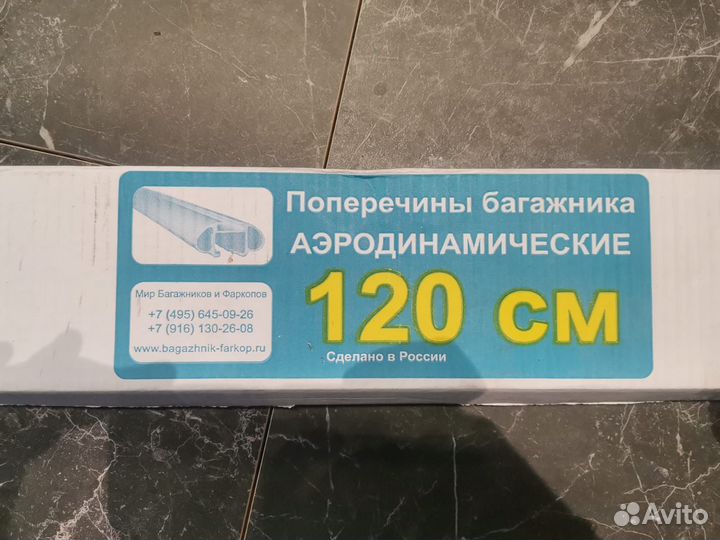 Поперечины багажника
АЭРОДИНАМИЧЕСКИЕ
120 см
Сделано в России
Мир Багажников и Фаркопов
+7 (495) 645-09-26
+7 (916) 130-26-08
www.bagazhnik-farkop.ru
Avito